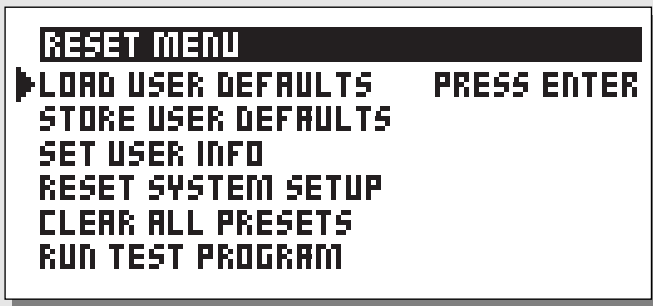 RESET MENU
LOAD USER DEFAULTS PRESS ENTER
STORE USER DEFAULTS
SET USER INFO
RESET SYSTEM SETUP
CLEAR ALL PRESETS
RUN TEST PROGRAM